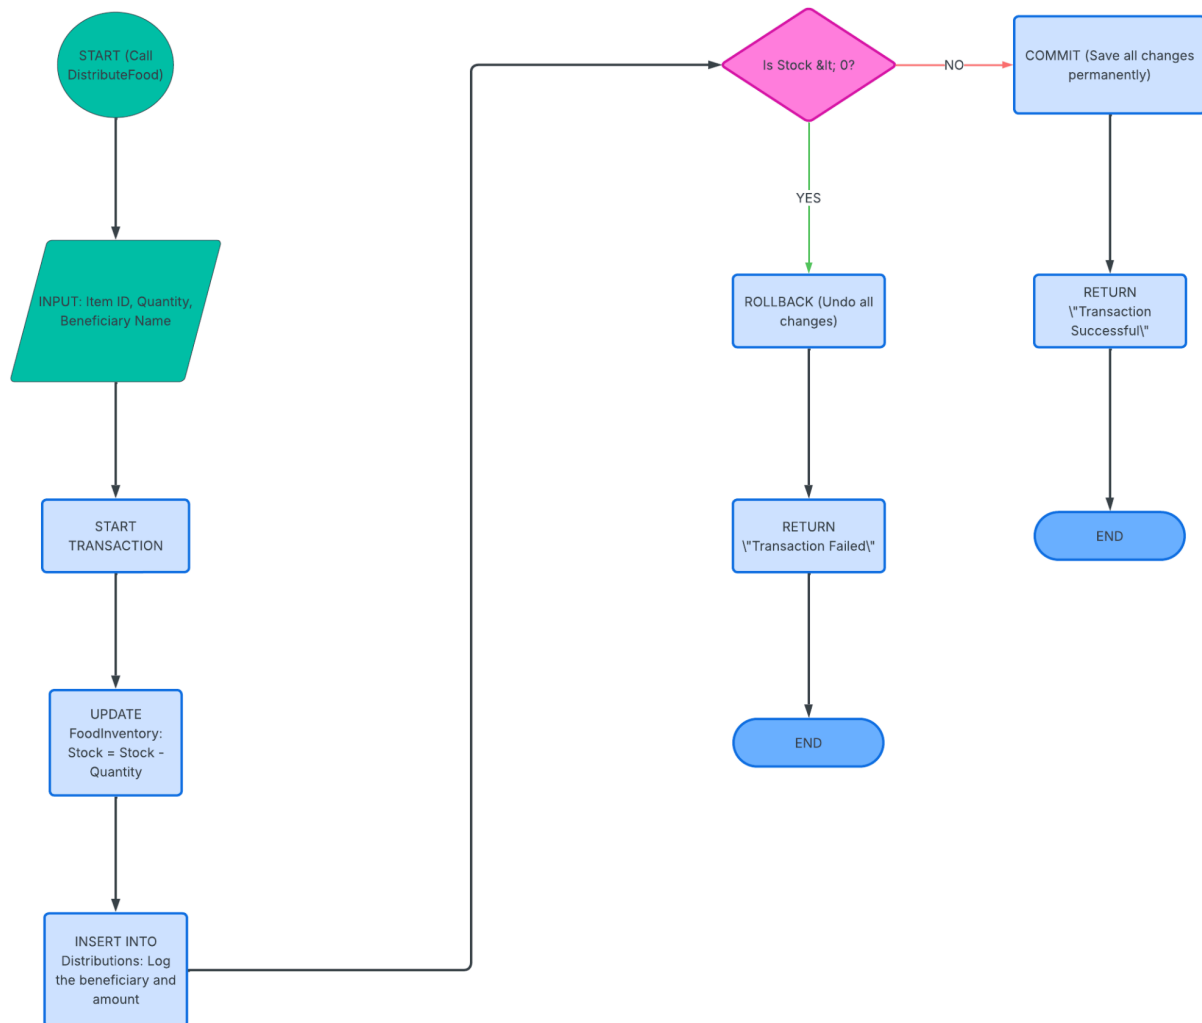 START (Call
DistributeFood)
INPUT: Item ID, Quantity,
Beneficiary Name
START
TRANSACTION
UPDATE
FoodInventory:
Stock = Stock -
Quantity
INSERT INTO
Distributions: Log
the beneficiary and
amount
Is Stock &lt; 0?
NO
YES
COMMIT (Save all changes
permanently)
ROLLBACK (Undo all
changes)
RETURN
\"Transaction
Successful\"
RETURN
\"Transaction Failed\"
END
END